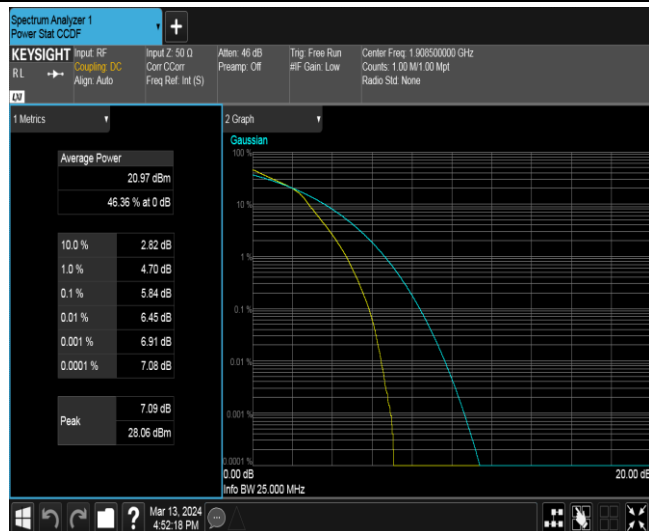 Spectrum Analyzer 1
Power Stat CCDF
+
KEYSIGHT
RL
LXI
Input: RF
Coupling: DC
Align: Auto
Input Z: 50 Ω
Corr CCorr
Freq Ref: Int (S)
Atten: 46 dB
Preamp: Off
Trig: Free Run
#IF Gain: Low
Center Freq: 1.908500000 GHz
Counts: 1.00 M/1.00 Mpt
Radio Std: None
1 Metrics
Average Power
20.97 dBm
46.36 % at 0 dB
10.0 % 2.82 dB
1.0 % 4.70 dB
0.1 % 5.84 dB
0.01 % 6.45 dB
0.001 % 6.91 dB
0.0001 % 7.08 dB
Peak
7.09 dB
28.06 dBm
2 Graph
Gaussian
100 %
10 %
1 %
0.1 %
0.01 %
0.001 %
0.0001 %
0.00 dB
20.00 dB
Info BW 25.000 MHz
?
Mar 13, 2024
4:52:18 PM